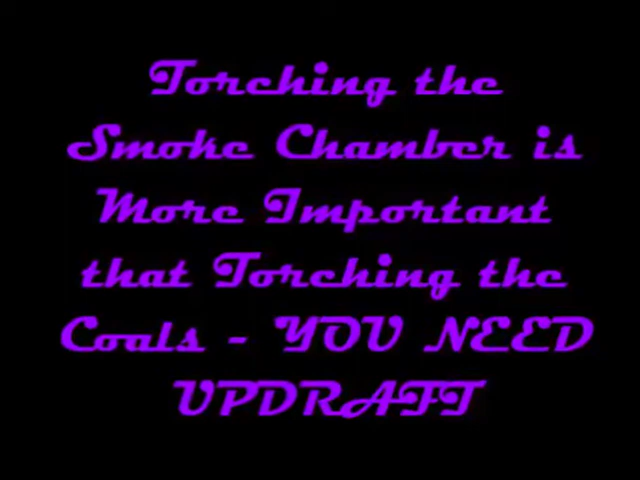 Torching the
Smoke Chamber is
More Important
that Torching the
Coals - YOU NEED
UPDRAFT